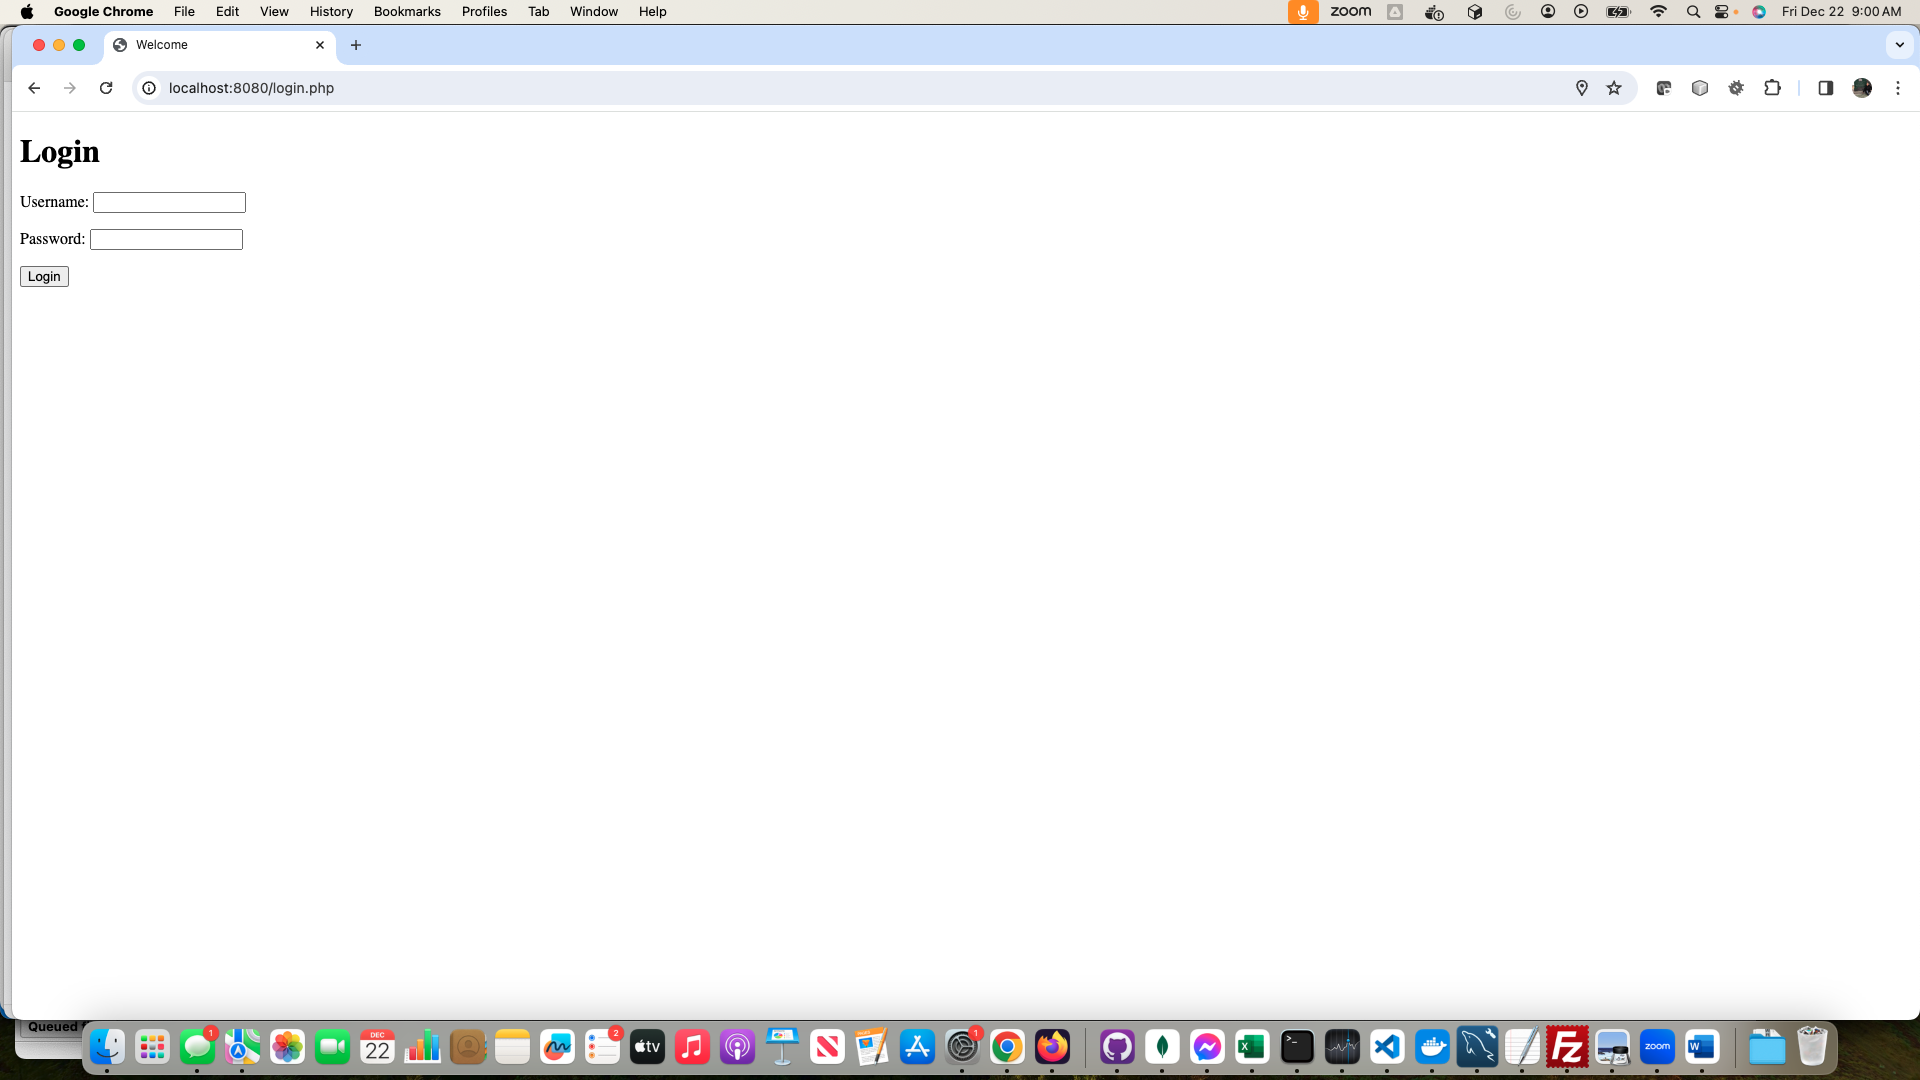 Google Chrome File Edit View History Bookmarks Profiles Tab Window Help zoom Fri Dec 22 9:00 AM
Welcome
localhost:8080/login.php
Login
Username:
Password:
Login
Queued
1 DEC 22 2 tv 1 X >_ Fz zoom W